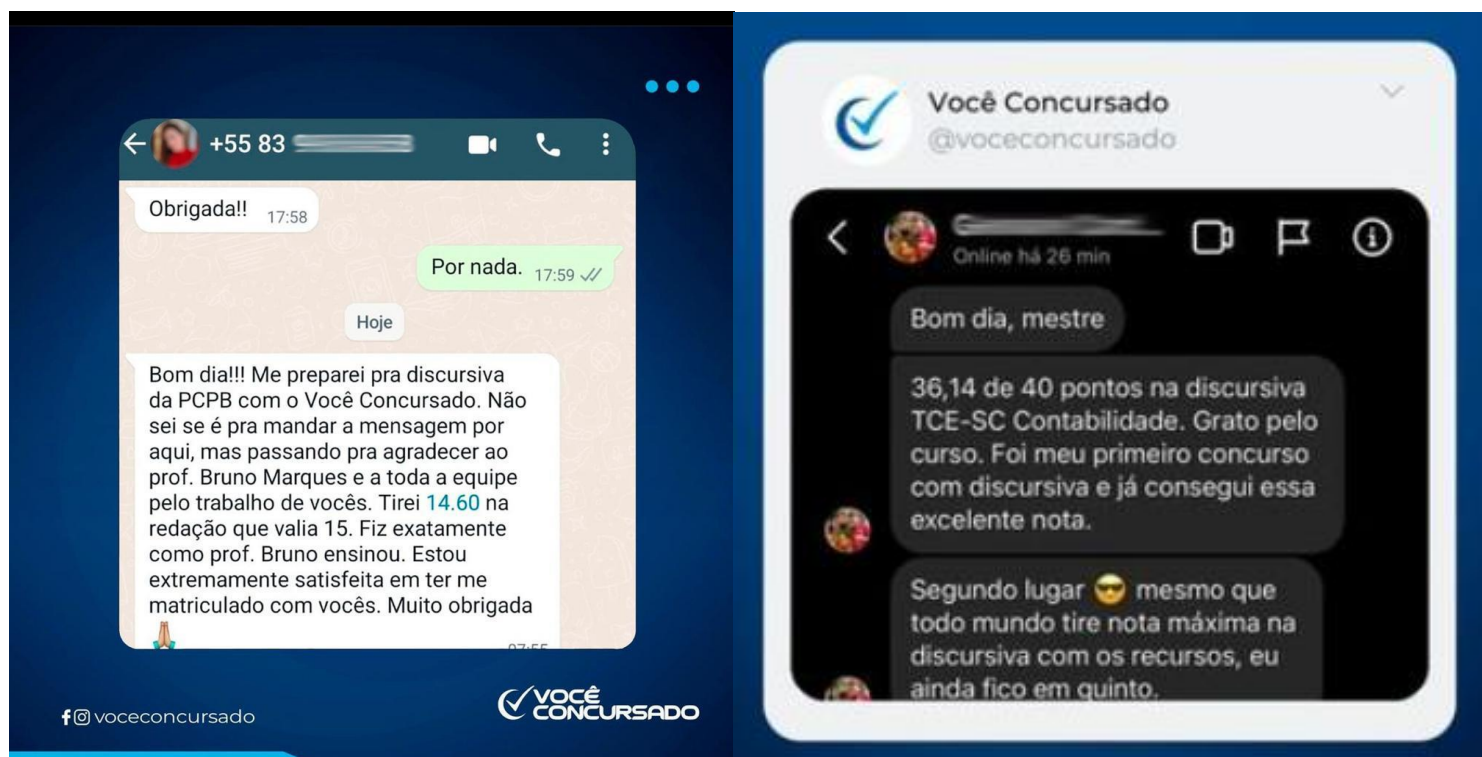 +55 83
Obrigada!! 17:58
Por nada. 17:59
Hoje
Bom dia!!! Me preparei pra discursiva
da PCPB com o Você Concursado. Não
sei se é pra mandar a mensagem por
aqui, mas passando pra agradecer ao
prof. Bruno Marques e a toda a equipe
pelo trabalho de vocês. Tirei 14.60 na
redação que valia 15. Fiz exatamente
como prof. Bruno ensinou. Estou
extremamente satisfeita em ter me
matriculado com vocês. Muito obrigada
07:55
voceconcursado
VOCÊ
CONCURSADO
Você Concursado
@voceconcursado
Online há 26 min
Bom dia, mestre
36,14 de 40 pontos na discursiva
TCE-SC Contabilidade. Grato pelo
curso. Foi meu primeiro concurso
com discursiva e já consegui essa
excelente nota.
Segundo lugar 😎 mesmo que
todo mundo tire nota máxima na
discursiva com os recursos, eu
ainda fico em quinto.